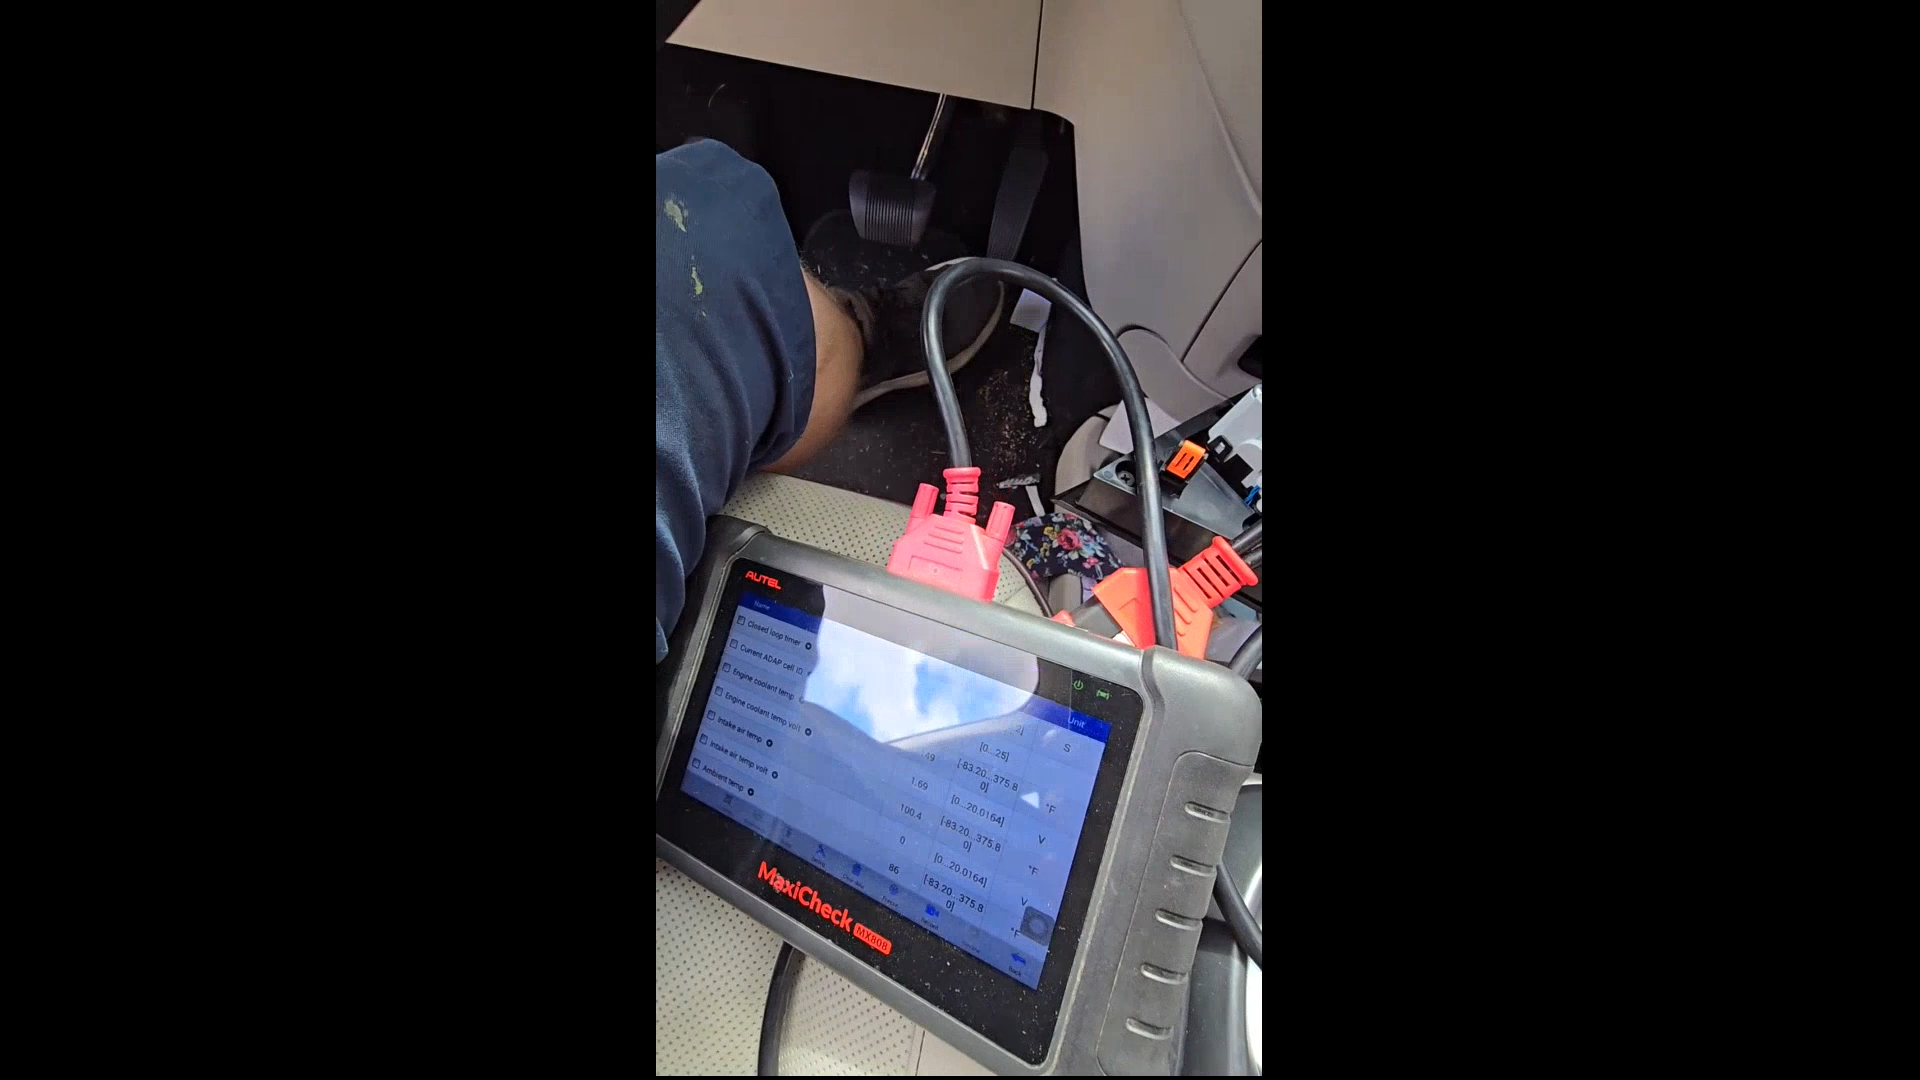 AUTEL
Name
Unit
Closed loop timer
S
Current ADAP cell ID
[0...25]
Engine coolant temp
[-83.20...375.8
0]
°F
Engine coolant temp volt
1.69
[0...20.0164]
V
Intake air temp
100.4
[-83.20...375.8
0]
°F
Intake air temp volt
0
[0...20.0164]
V
Ambient temp
86
[-83.20...375.8
0]
°F
Back
MaxiCheck
MX808